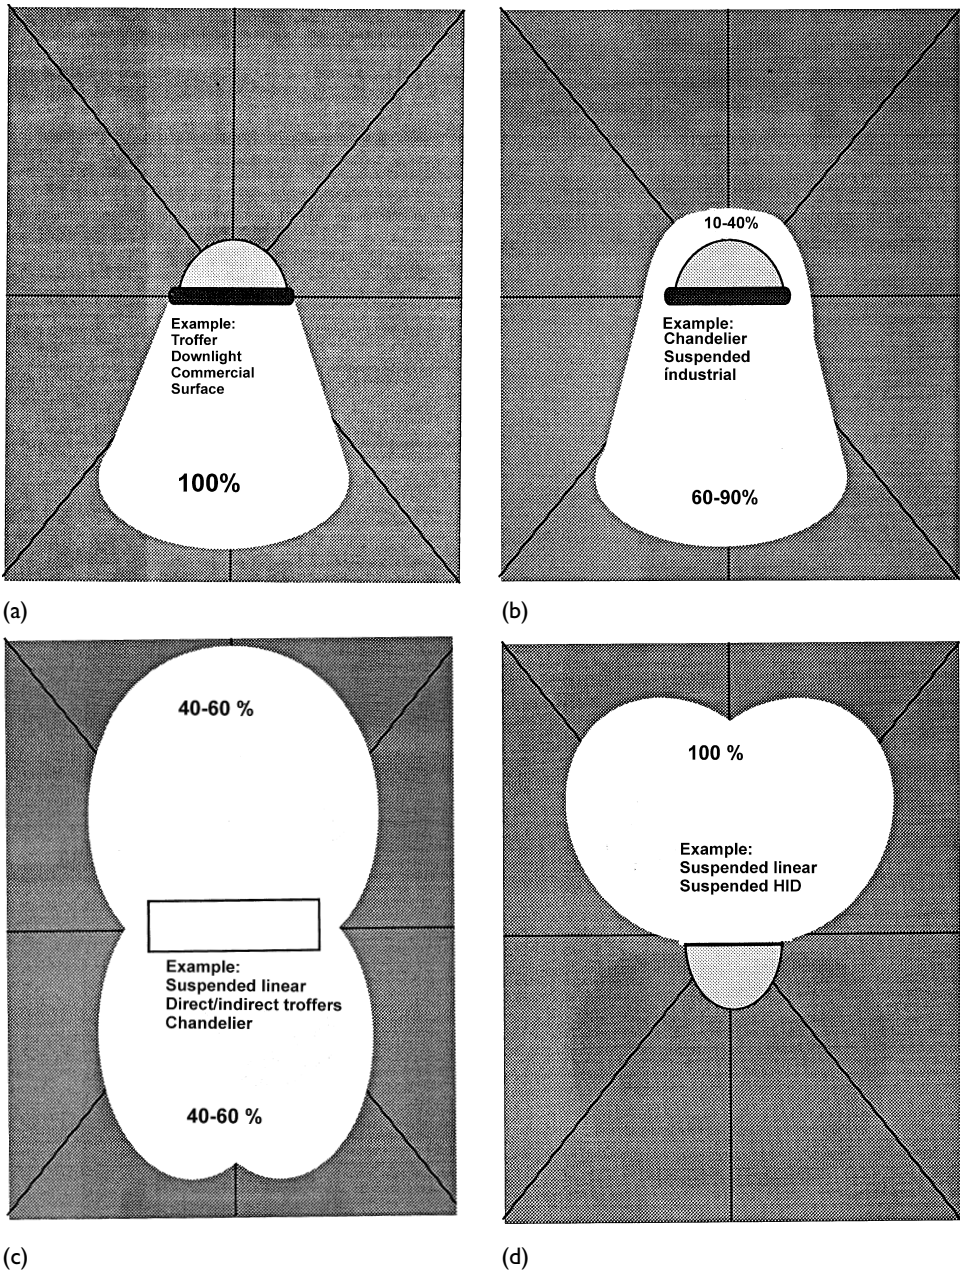 Example:
Troffer
Downlight
Commercial
Surface
100%
(a)
10-40%
Example:
Chandelier
Suspended
índustrial
60-90%
(b)
40-60 %
Example:
Suspended linear
Direct/indirect troffers
Chandelier
40-60 %
(c)
100 %
Example:
Suspended linear
Suspended HID
(d)